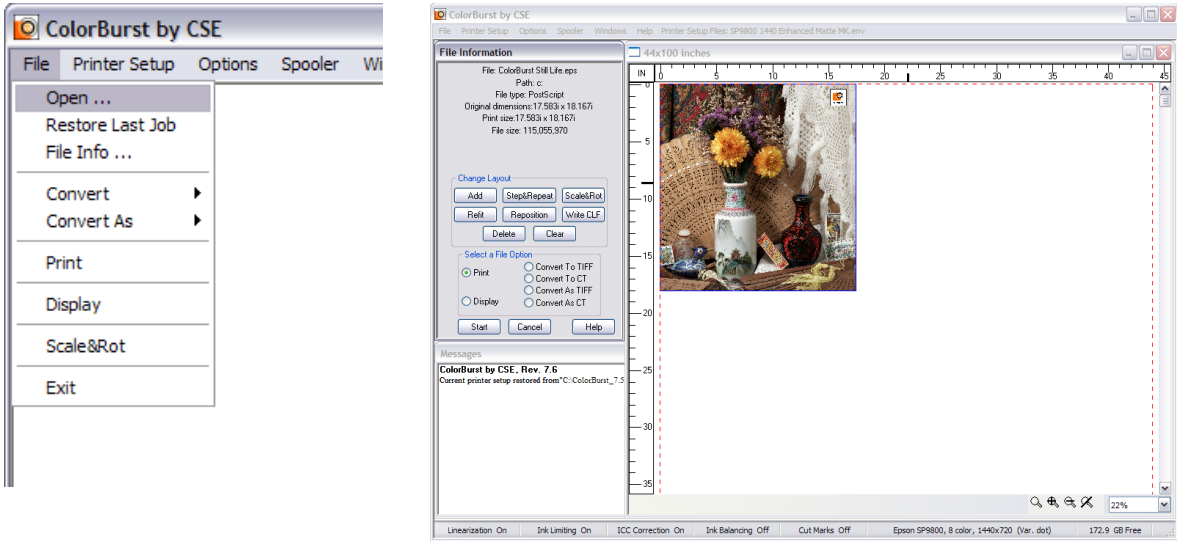 ColorBurst by CSE
File Printer Setup Options Spooler Wi
Open ...
Restore Last Job
File Info ...
Convert
Convert As
Print
Display
Scale&Rot
Exit
ColorBurst by CSE
File Printer Setup Options Spooler Windows Help Printer Setup Files: SP9800 1440 Enhanced Matte MK.env
File Information
File: ColorBurst Still Life.eps
Path: c:
File type: PostScript
Original dimensions:17.583i x 18.167i
Print size:17.583i x 18.167i
File size: 115,055,970
Change Layout
Add Step&Repeat Scale&Rot
Refit Reposition Write CLF
Delete Clear
Select a File Option
Print
Convert To TIFF
Convert To CT
Convert As TIFF
Display
Convert As CT
Start Cancel Help
Messages
ColorBurst by CSE, Rev. 7.6
Current printer setup restored from"C:\ColorBurst_7.5
44x100 inches
IN 0 5 10 15 20 25 30 35 40 45
0
5
10
15
20
25
30
35
22%
Linearization On Ink Limiting On ICC Correction On Ink Balancing Off Cut Marks Off Epson SP9800, 8 color, 1440x720 (Var. dot) 172.9 GB Free